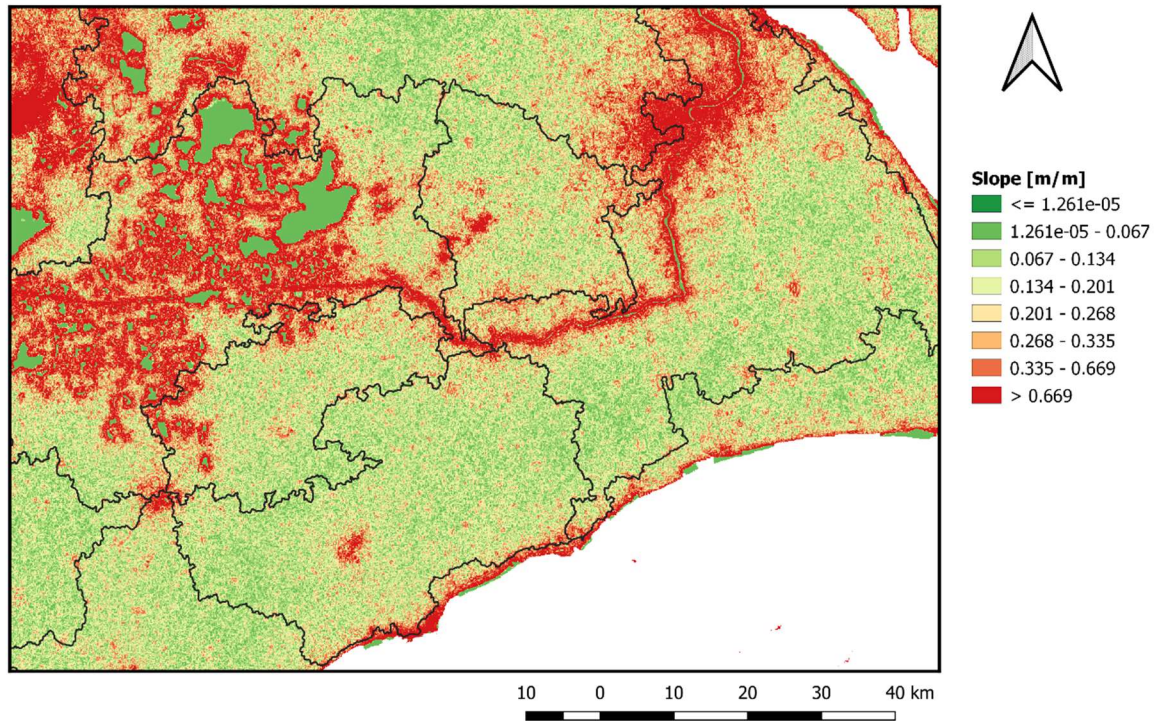 Slope [m/m]
<= 1.261e-05
1.261e-05 - 0.067
0.067 - 0.134
0.134 - 0.201
0.201 - 0.268
0.268 - 0.335
0.335 - 0.669
> 0.669
10 0 10 20 30 40 km